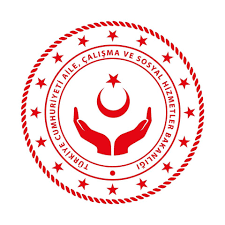 TÜRKİYE CUMHURİYETİ AİLE, ÇALIŞMA VE SOSYAL HİZMETLER BAKANLIĞI